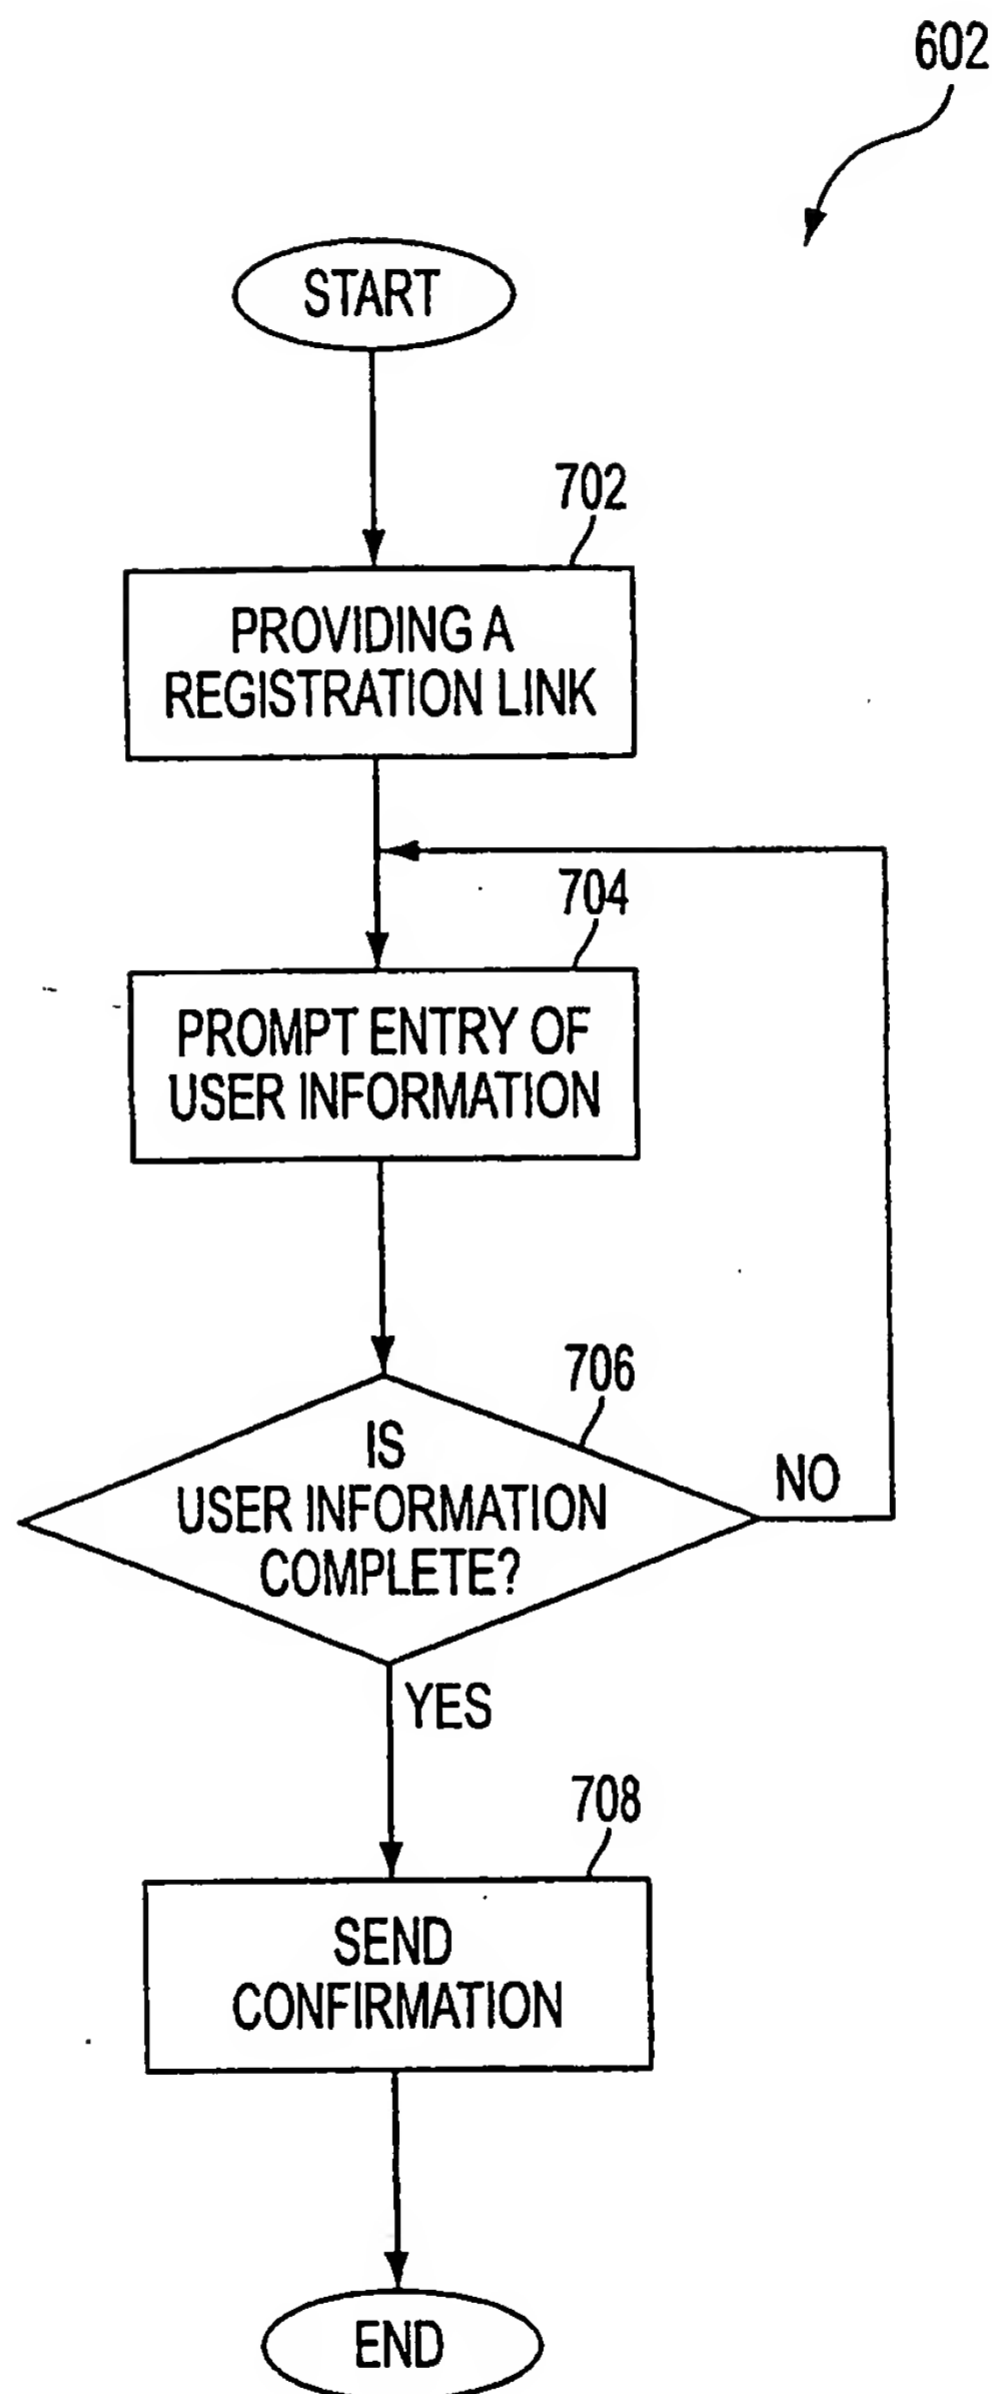 602
START
702
PROVIDING A
REGISTRATION LINK
704
PROMPT ENTRY OF
USER INFORMATION
706
IS
USER INFORMATION
COMPLETE?
NO
YES
708
SEND
CONFIRMATION
END